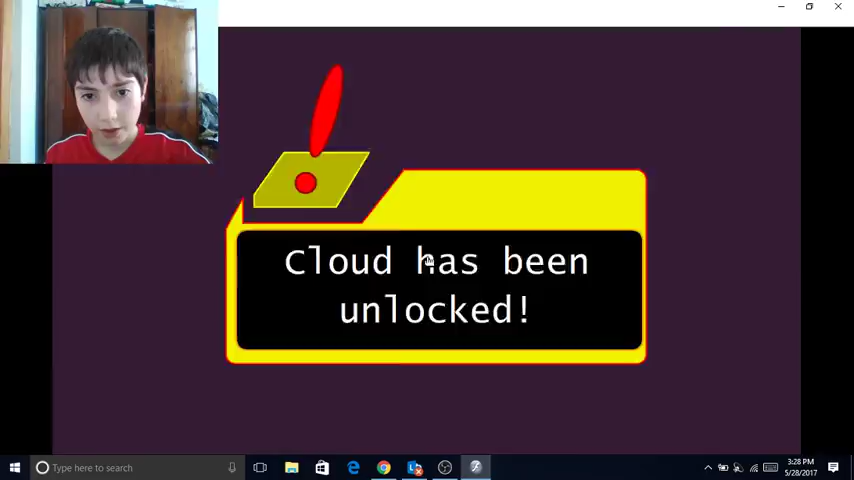 Cloud has been
unlocked!
Type here to search
3:28 PM
5/28/2017